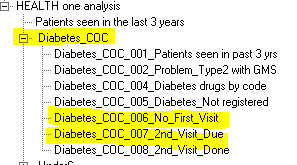 HEALTH one analysis
Patients seen in the last 3 years
Diabetes_COC
Diabetes_COC_001_Patients seen in past 3 yrs
Diabetes_COC_002_Problem_Type2 with GMS
Diabetes_COC_004_Diabetes drugs by code
Diabetes_COC_005_Diabetes_Not registered
Diabetes_COC_006_No_First_Visit
Diabetes_COC_007_2nd_Visit_Due
Diabetes_COC_008_2nd_Visit_Done